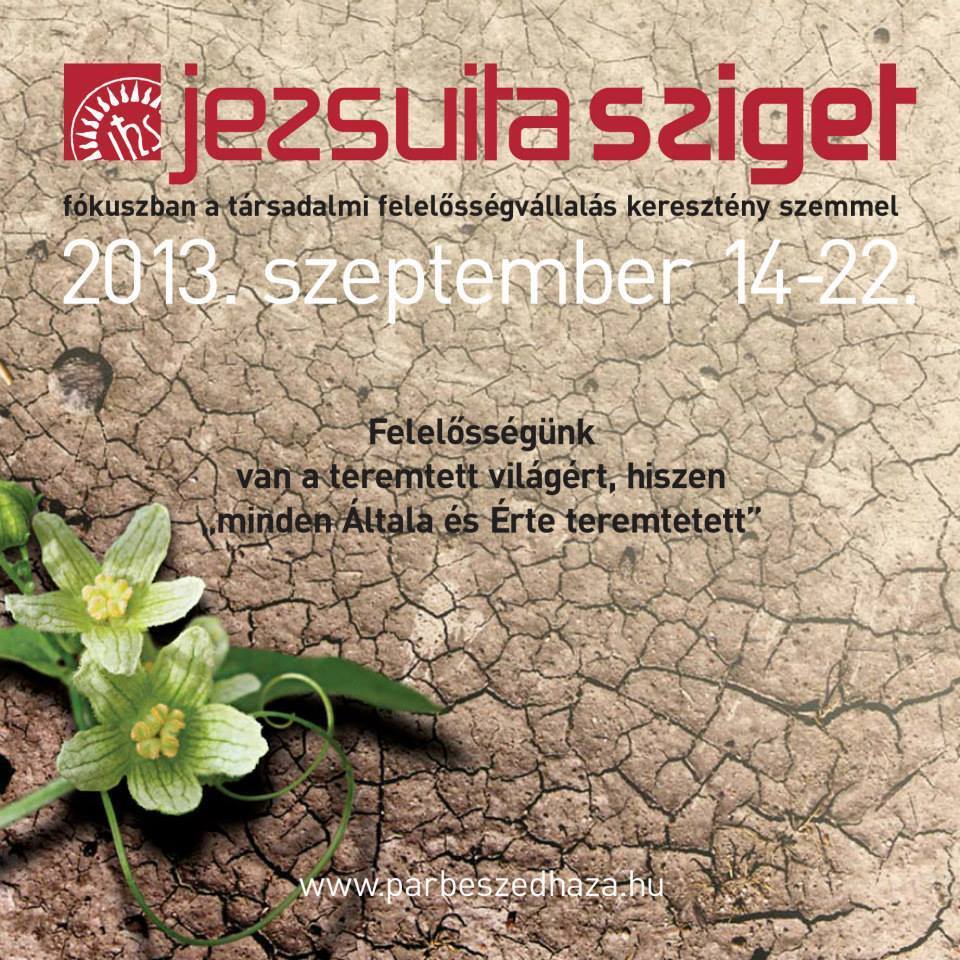 ihs
jezsuita sziget
fókuszban a társadalmi felelősségvállalás keresztény szemmel
2013. szeptember 14-22.
Felelősségünk
van a teremtett világért, hiszen
„minden Általa és Érte teremtetett”
www.parbeszedhaza.hu